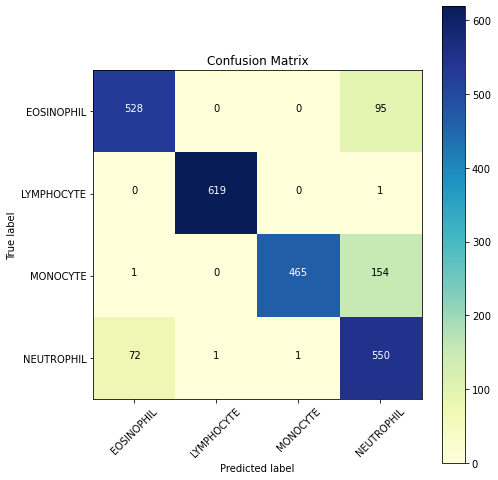 Confusion Matrix
True label
EOSINOPHIL 528 0 0 95
LYMPHOCYTE 0 619 0 1
MONOCYTE 1 0 465 154
NEUTROPHIL 72 1 1 550
EOSINOPHIL LYMPHOCYTE MONOCYTE NEUTROPHIL
Predicted label
600
500
400
300
200
100
0